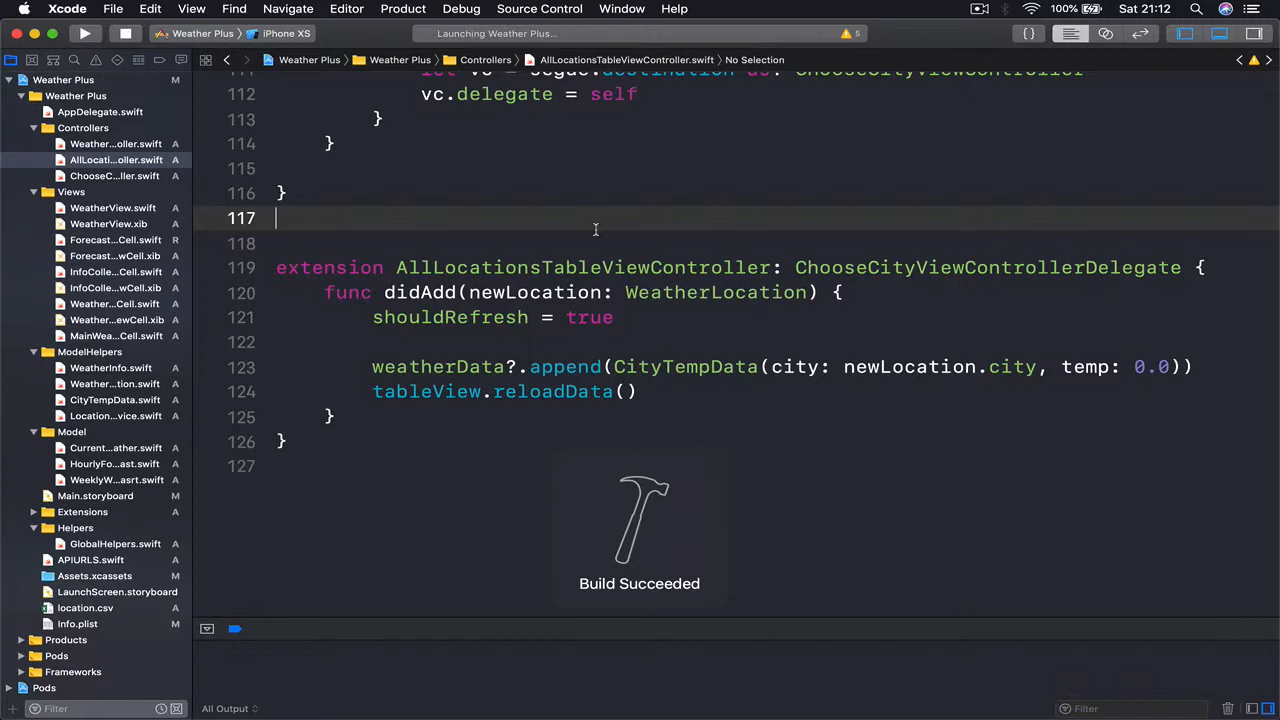 Xcode File Edit View Find Navigate Editor Product Debug Source Control Window Help 100% Sat 21:12
Weather Plus iPhone XS Launching Weather Plus... 5
Weather Plus Weather Plus Controllers AllLocationsTableViewController.swift No Selection
Weather Plus M
Weather Plus
AppDelegate.swift
Controllers
Weather...oller.swift A
AllLocati...oller.swift A
ChooseC...ller.swift A
Views
WeatherView.swift A
WeatherView.xib A
Forecast...Cell.swift R
Forecast...Cell.xib A
InfoColle...Cell.swift A
InfoColle...wCell.xib A
Weather...Cell.swift A
Weather...ewCell.xib A
MainWea...Cell.swift A
ModelHelpers
WeatherInfo.swift A
Weather...tion.swift A
CityTempData.swift A
Location...vice.swift A
Model
Current...ather.swift A
HourlyFo...ast.swift A
WeeklyW...asrt.swift A
Main.storyboard M
Extensions
Helpers
GlobalHelpers.swift A
APIURLS.swift A
Assets.xcassets M
LaunchScreen.storyboard
location.csv A
Info.plist M
Products
Pods
Frameworks
Pods
Filter
111 let vc = segue.destination as! ChooseCityViewController
112 vc.delegate = self
113 }
114 }
115
116 }
117
118
119 extension AllLocationsTableViewController: ChooseCityViewControllerDelegate {
120 func didAdd(newLocation: WeatherLocation) {
121 shouldRefresh = true
122
123 weatherData?.append(CityTempData(city: newLocation.city, temp: 0.0))
124 tableView.reloadData()
125 }
126 }
127
Build Succeeded
All Output
Filter